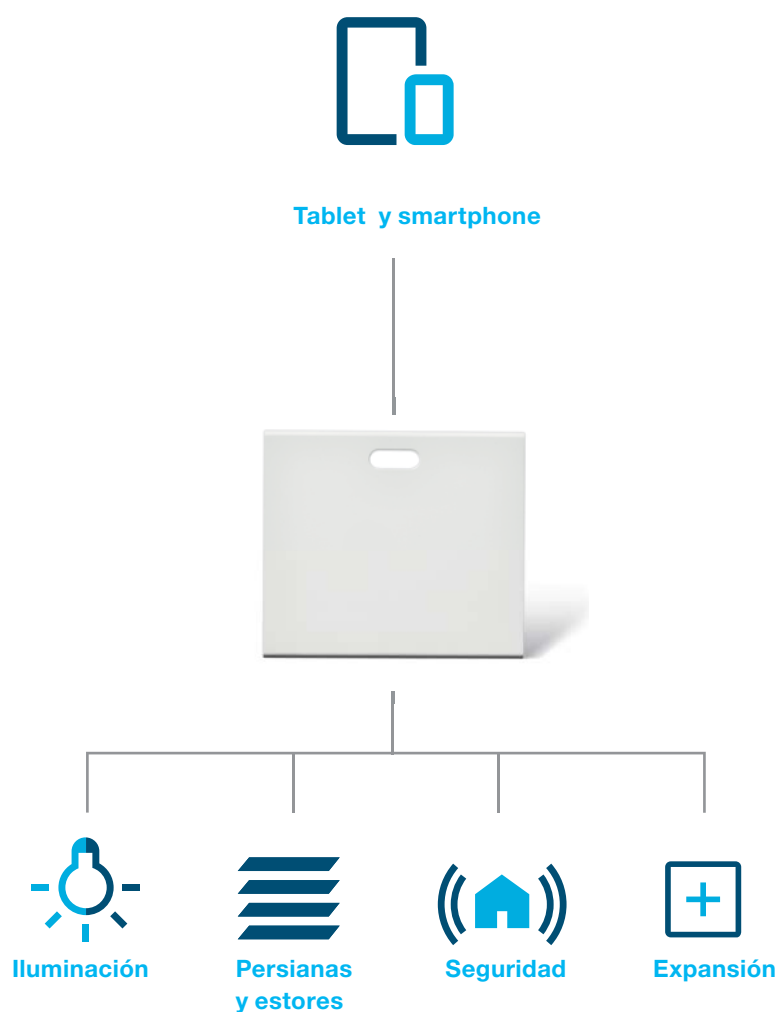 Tablet y smartphone
Iluminación
Persianas
y estores
Seguridad
Expansión